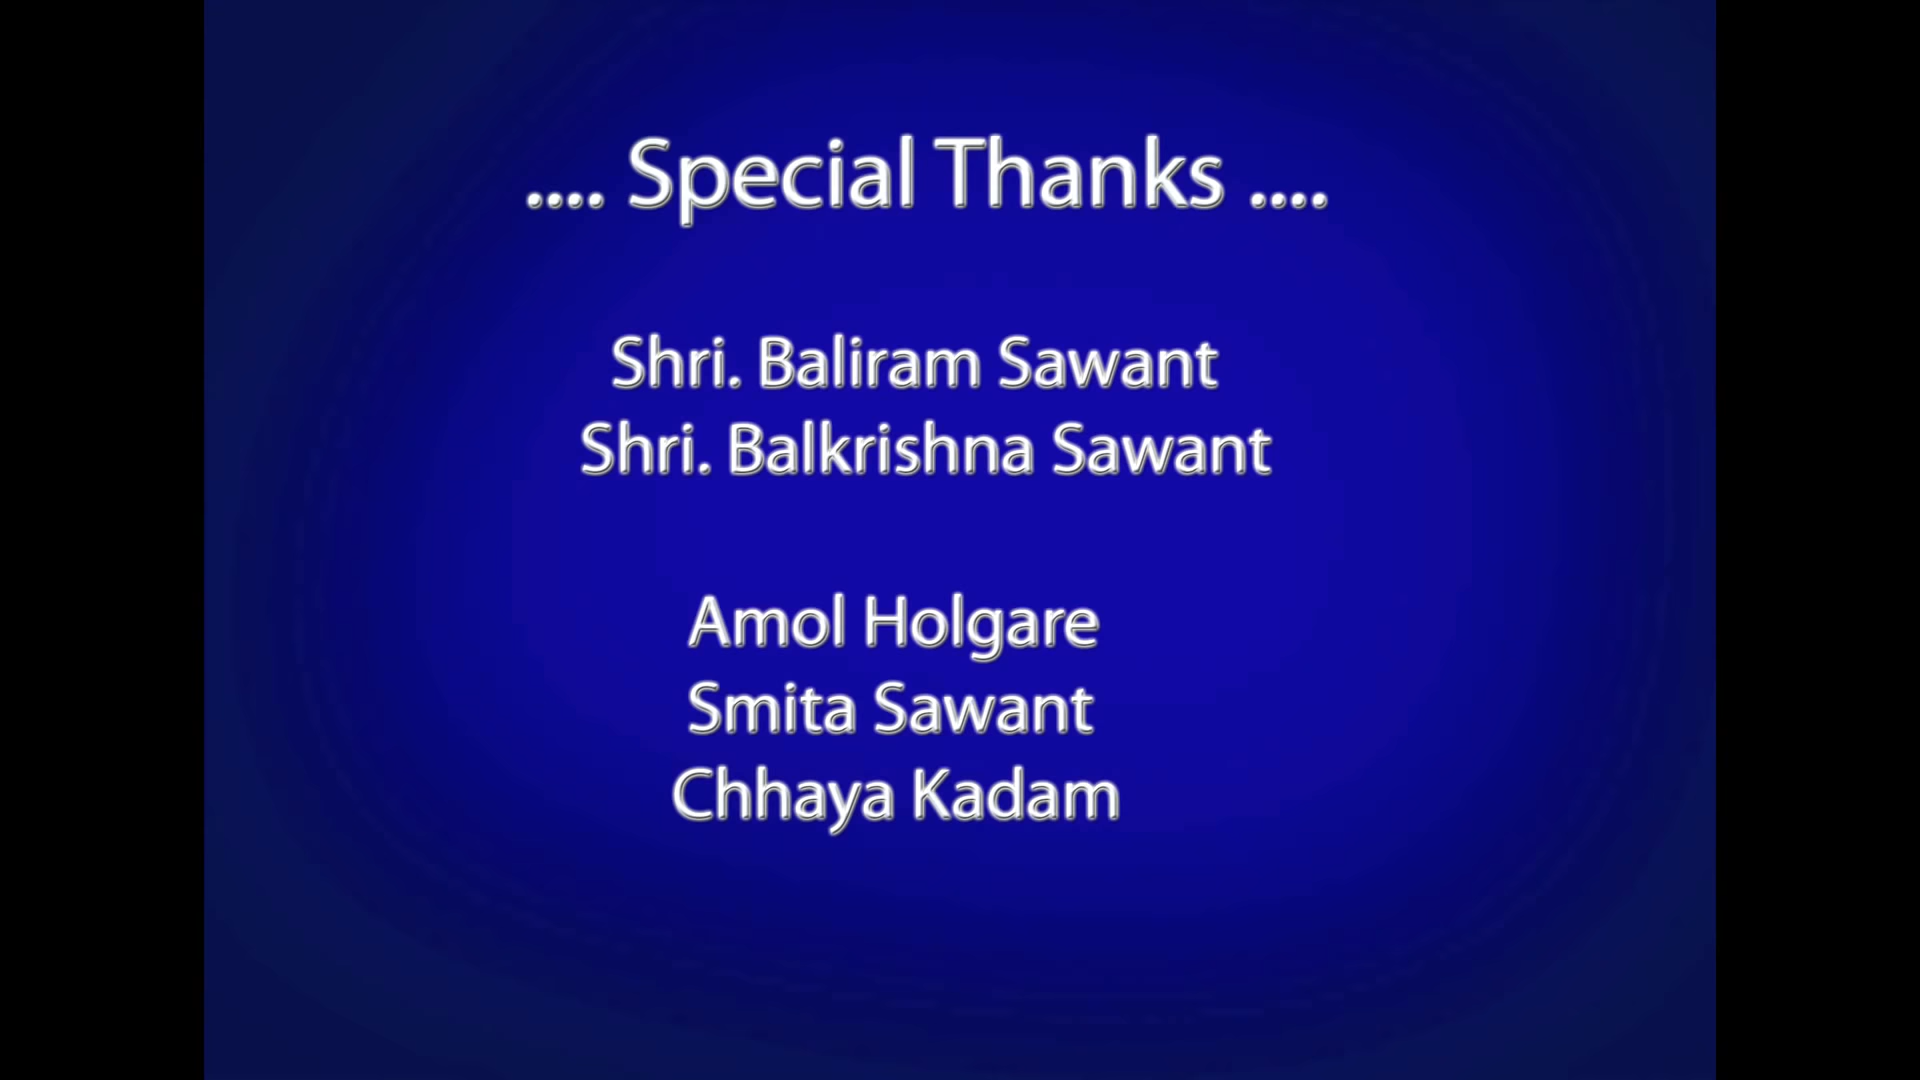 .... Special Thanks ....
Shri. Baliram Sawant
Shri. Balkrishna Sawant
Amol Holgare
Smita Sawant
Chhaya Kadam